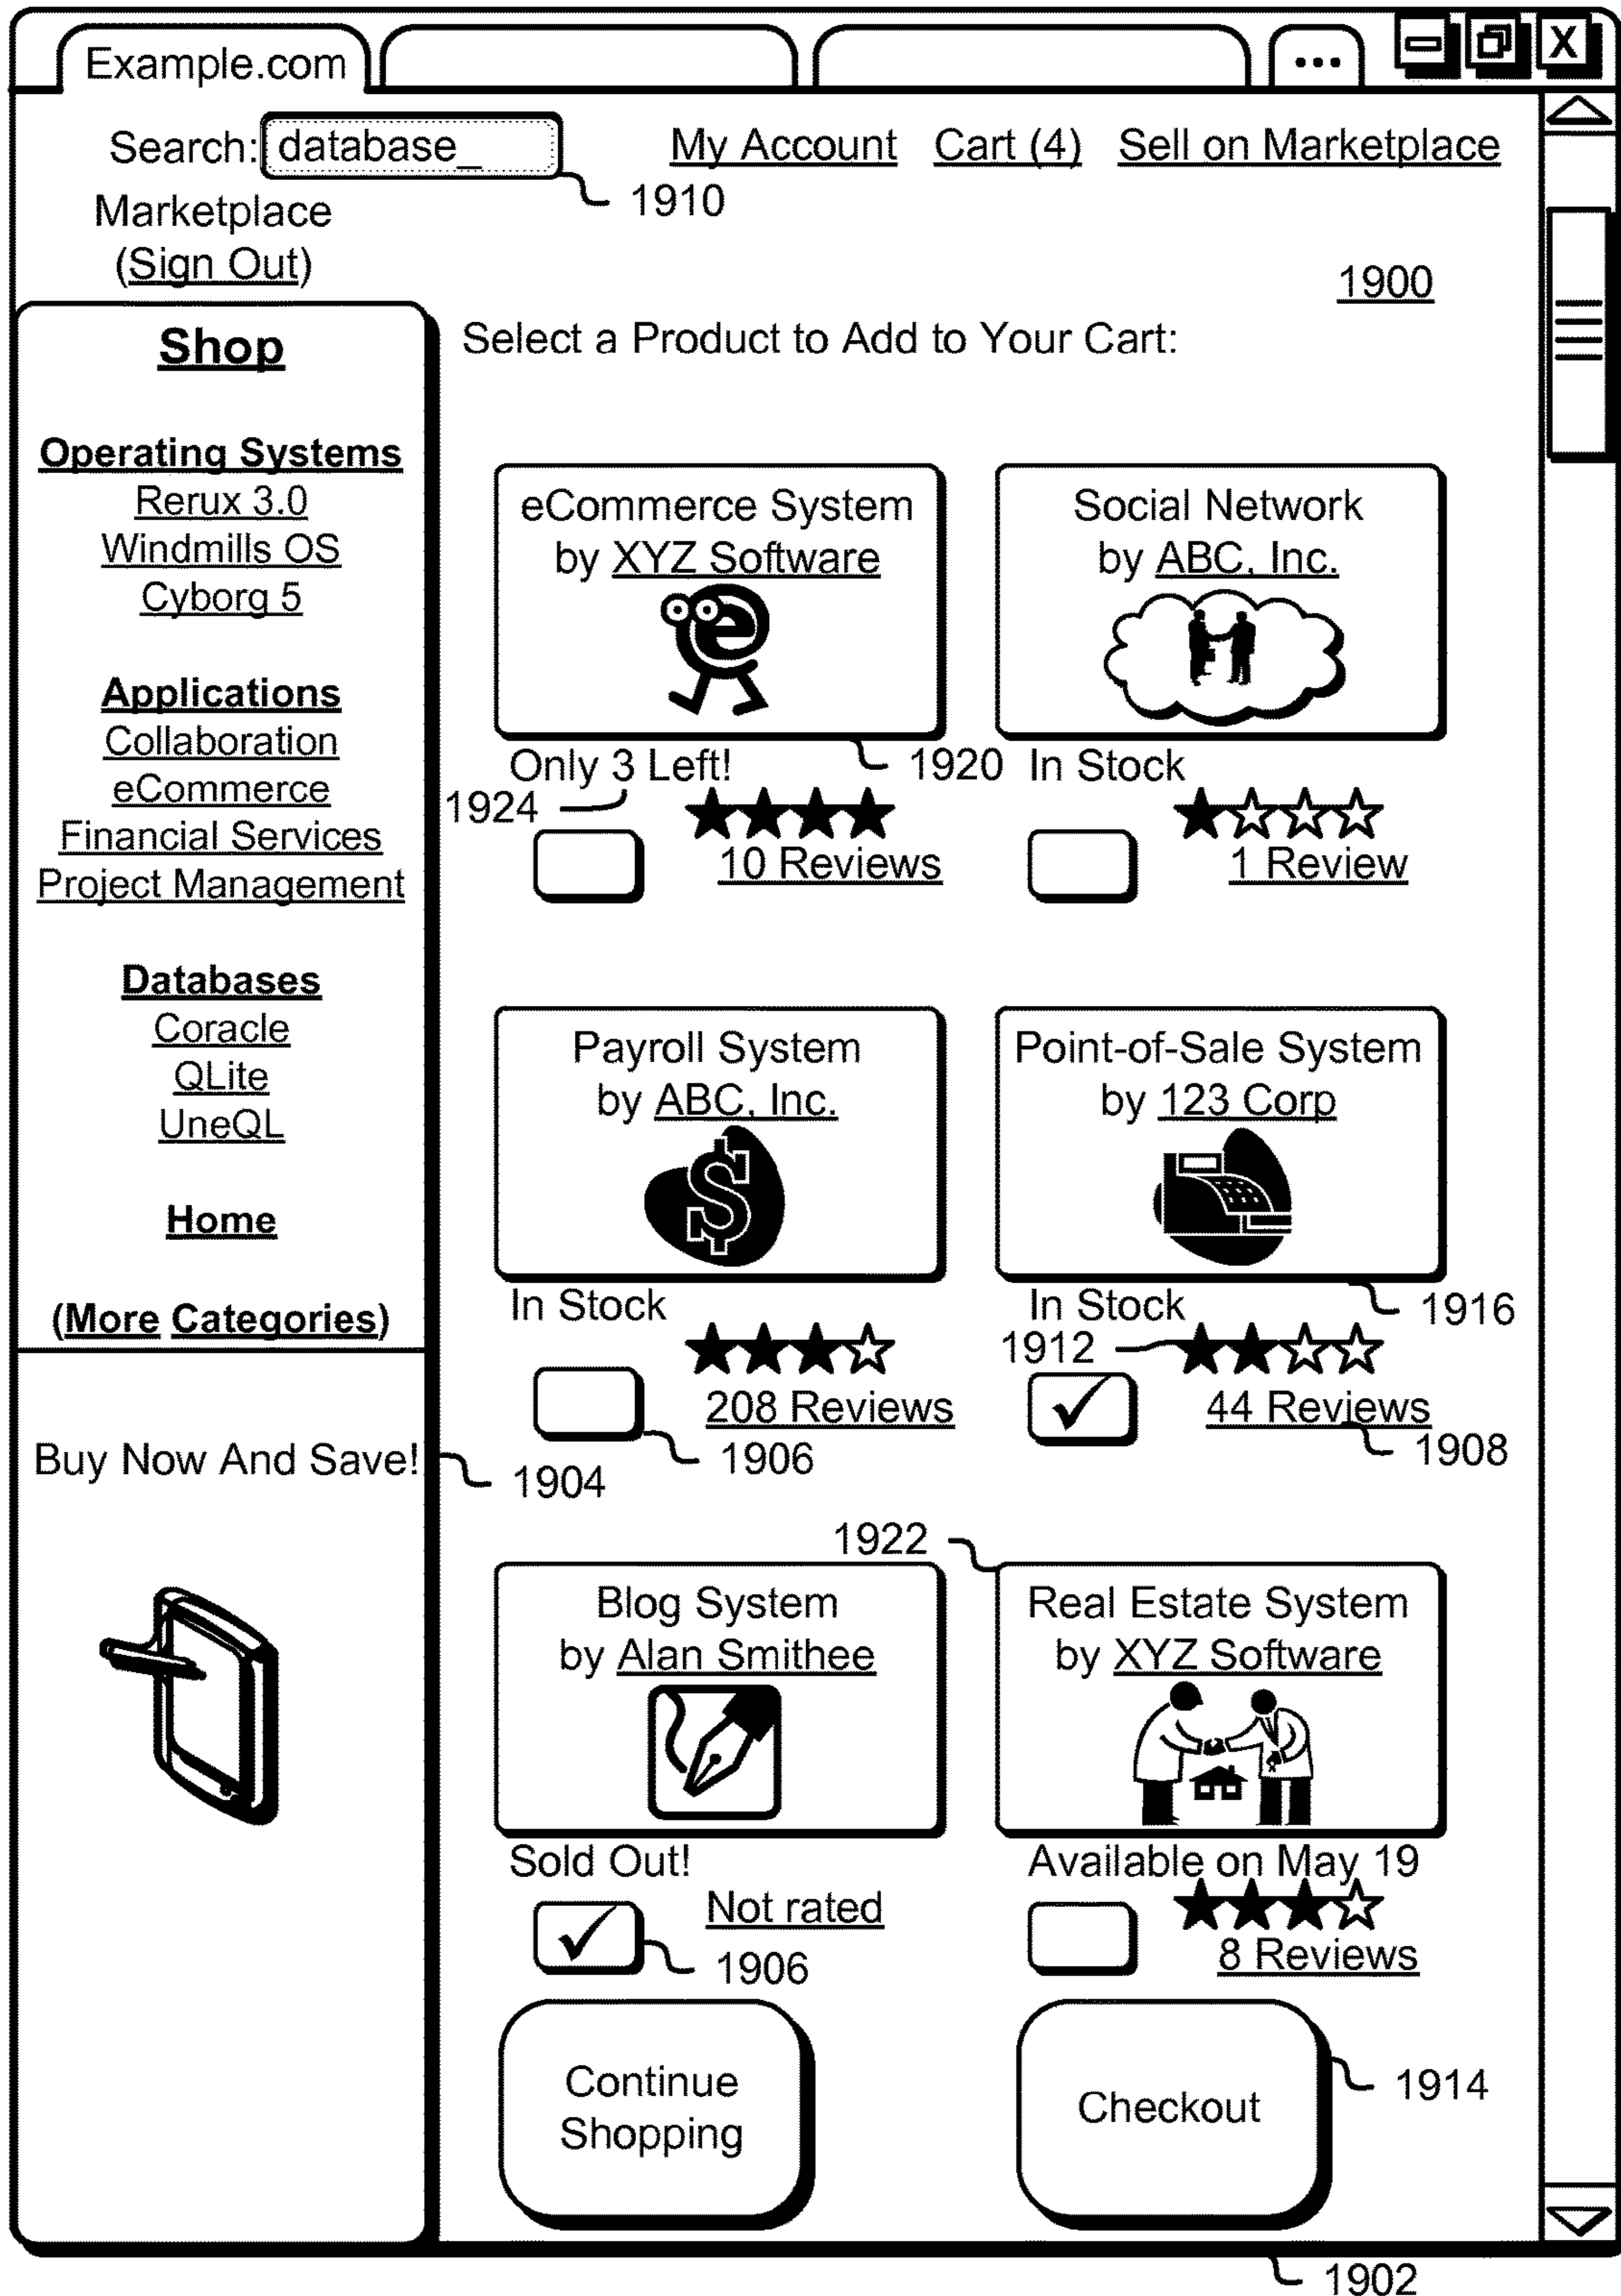 Example.com
...
X
Search: database_
My Account Cart (4) Sell on Marketplace
1910
Marketplace
(Sign Out)
1900
Shop
Operating Systems
Rerux 3.0
Windmills OS
Cyborg 5
Applications
Collaboration
eCommerce
Financial Services
Project Management
Databases
Coracle
QLite
UneQL
Home
(More Categories)
Buy Now And Save!
1904
Select a Product to Add to Your Cart:
eCommerce System
by XYZ Software
e
Only 3 Left!
1920
1924
10 Reviews
Social Network
by ABC, Inc.
In Stock
1 Review
Payroll System
by ABC, Inc.
$
In Stock
208 Reviews
1906
Point-of-Sale System
by 123 Corp
In Stock
1916
1912
44 Reviews
1908
1922
Blog System
by Alan Smithee
Sold Out!
Not rated
1906
Real Estate System
by XYZ Software
Available on May 19
8 Reviews
Continue
Shopping
Checkout
1914
1902